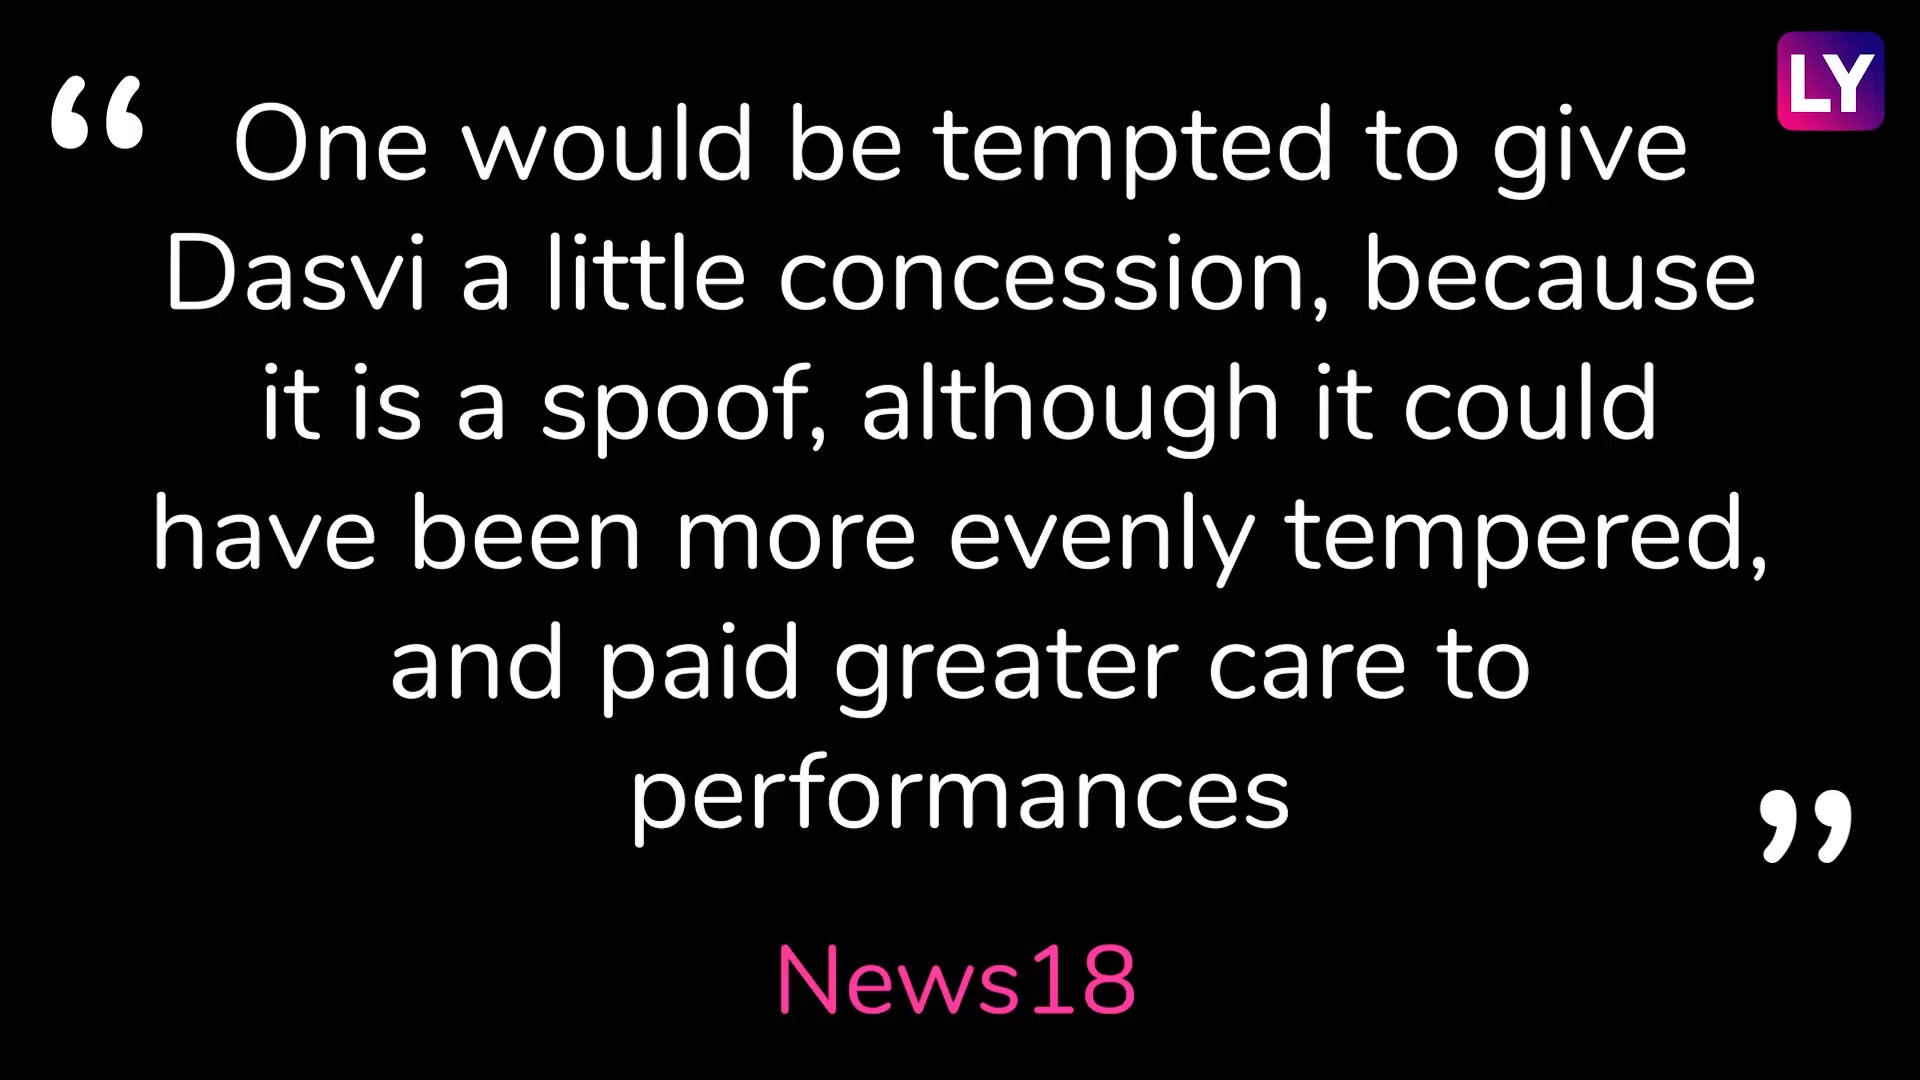 LY
“ One would be tempted to give
Dasvi a little concession, because
it is a spoof, although it could
have been more evenly tempered,
and paid greater care to
performances ”
News18